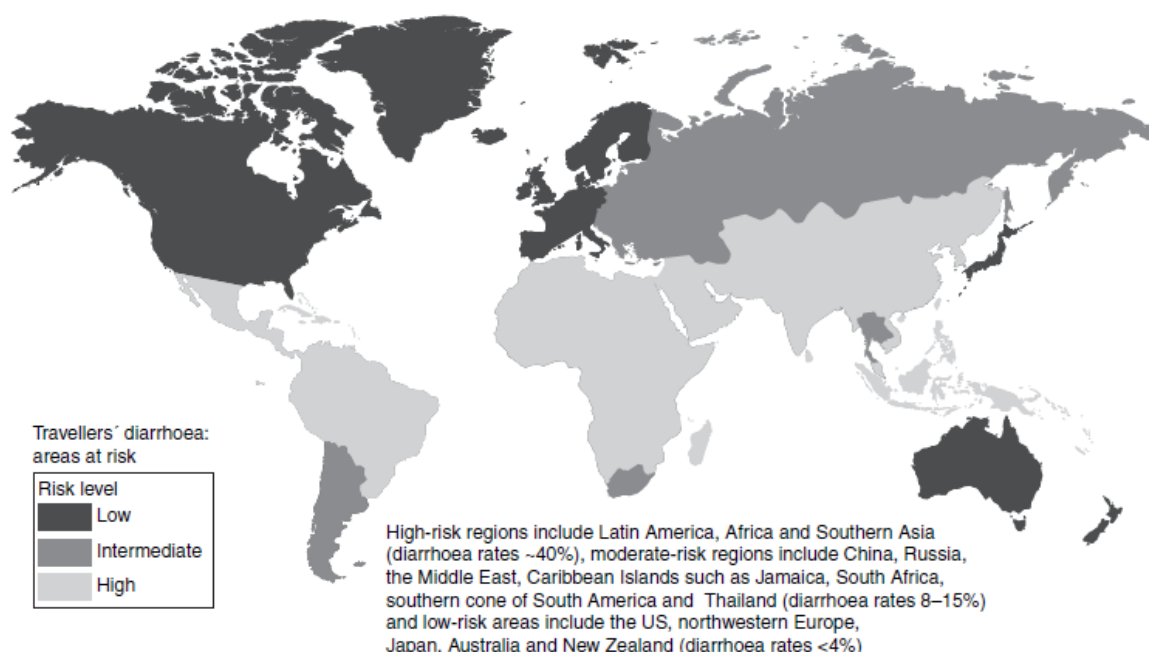 Travellers´ diarrhoea:
areas at risk
Risk level
Low
Intermediate
High
High-risk regions include Latin America, Africa and Southern Asia
(diarrhoea rates ~40%), moderate-risk regions include China, Russia,
the Middle East, Caribbean Islands such as Jamaica, South Africa,
southern cone of South America and Thailand (diarrhoea rates 8–15%)
and low-risk areas include the US, northwestern Europe,
Japan, Australia and New Zealand (diarrhoea rates <4%)